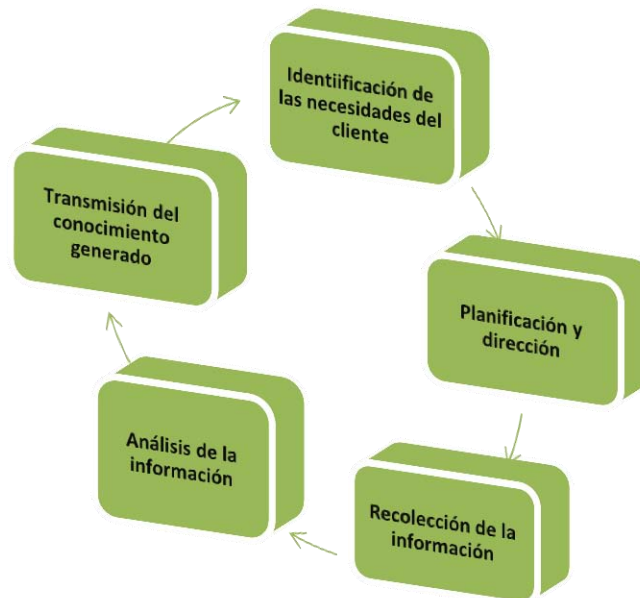 Identiificación de
las necesidades del
cliente
Planificación y
dirección
Recolección de la
información
Análisis de la
información
Transmisión del
conocimiento
generado